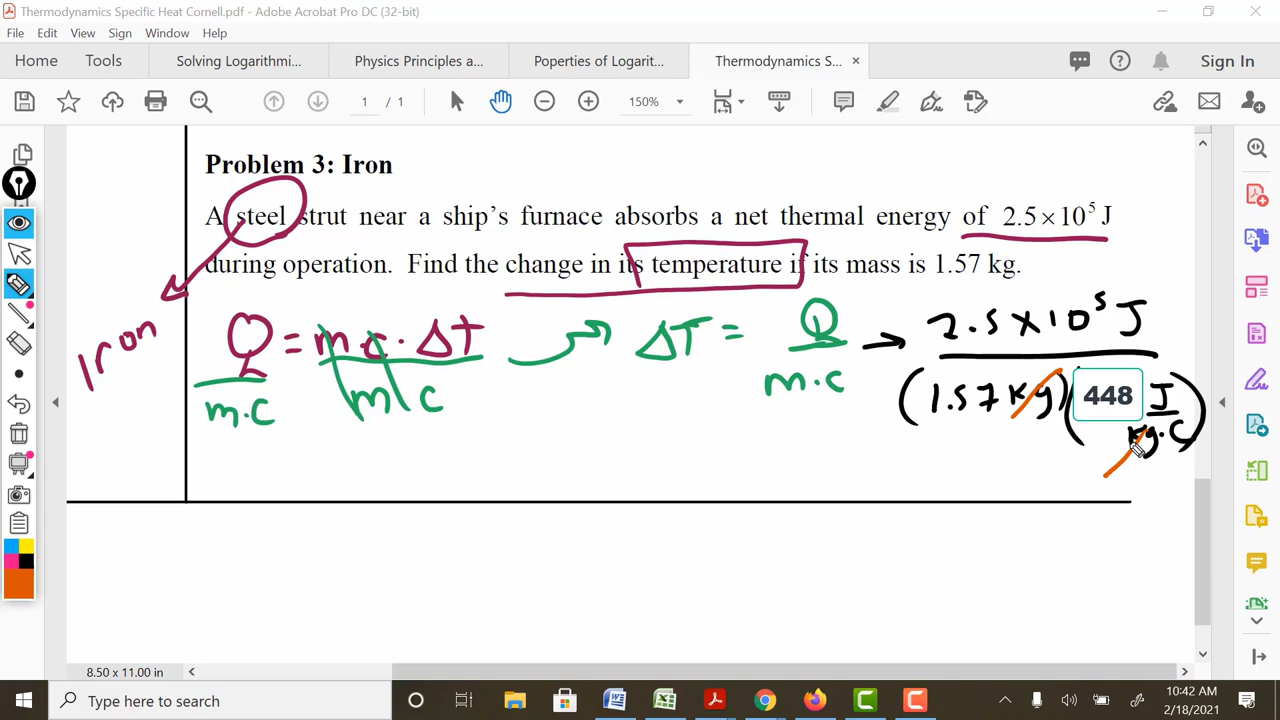 Thermodynamics Specific Heat Cornell.pdf - Adobe Acrobat Pro DC (32-bit)
File Edit View Sign Window Help
Home Tools Solving Logarithmi... Physics Principles a... Poperties of Logarit... Thermodynamics S... × Sign In
1 / 1 150%
Problem 3: Iron
A steel strut near a ship's furnace absorbs a net thermal energy of 2.5×10⁵ J
during operation. Find the change in its temperature if its mass is 1.57 kg.
Iron
Q = m c · ΔT
m·c m c
ΔT = Q
m·c
→ 2.5 x 10⁵ J
(1.57 kg) ( 448 J
kg·C )
8.50 x 11.00 in
Type here to search
10:42 AM
2/18/2021